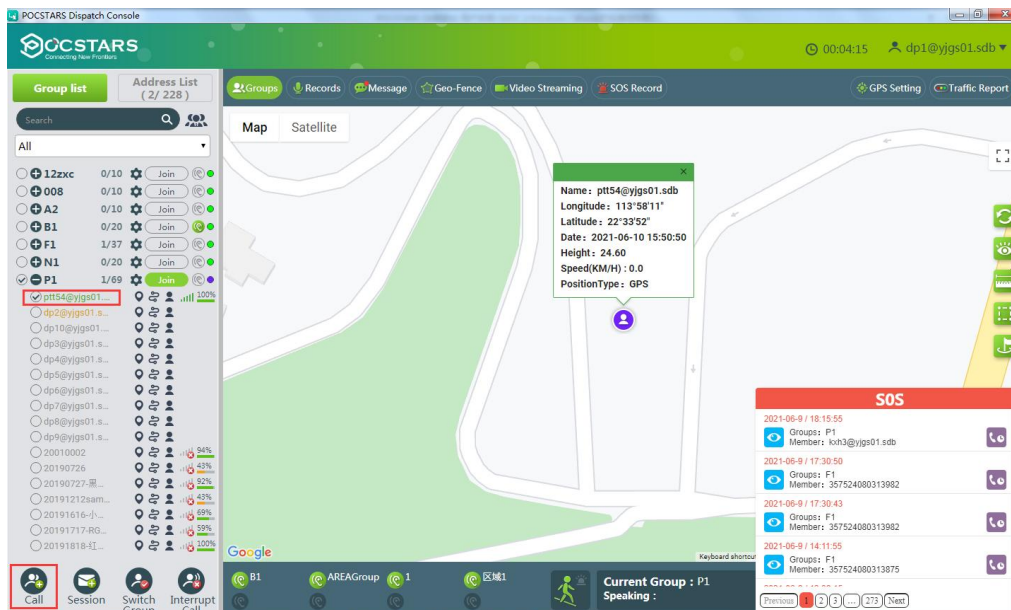 POCSTARS Dispatch Console
POCSTARS
Connecting New Frontiers
00:04:15
dp1@yjgs01.sdb
Group list
Address List
( 2/ 228 )
Groups
Records
Message
Geo-Fence
Video Streaming
SOS Record
GPS Setting
Traffic Report
Search
All
12zxc 0/10 Join
008 0/10 Join
A2 0/10 Join
B1 0/20 Join
F1 1/37 Join
N1 0/20 Join
P1 1/69 Join
ptt54@yjgs01.... 100%
dp2@yjgs01.s...
dp10@yjgs01....
dp3@yjgs01.s...
dp4@yjgs01.s...
dp5@yjgs01.s...
dp6@yjgs01.s...
dp7@yjgs01.s...
dp8@yjgs01.s...
dp9@yjgs01.s...
20010002 94%
20190726 43%
20190727-黑... 92%
20191212sam... 43%
20191616-小... 69%
20191717-RG... 59%
20191818-红... 100%
Call
Session
Switch
Group
Interrupt
Call
Map
Satellite
Name：ptt54@yjgs01.sdb
Longitude：113°58'11"
Latitude：22°33'52"
Date：2021-06-10 15:50:50
Height：24.60
Speed(KM/H) : 0.0
PositionType：GPS
Google
Keyboard shortcu
SOS
2021-06-9 / 18:15:55
Groups: P1
Member: kxh3@yjgs01.sdb
2021-06-9 / 17:30:50
Groups: F1
Member: 357524080313982
2021-06-9 / 17:30:43
Groups: F1
Member: 357524080313982
2021-06-9 / 14:11:55
Groups: F1
Member: 357524080313875
Previous 1 2 3 ... 273 Next
B1
AREAGroup
1
区域1
Current Group : P1
Speaking :